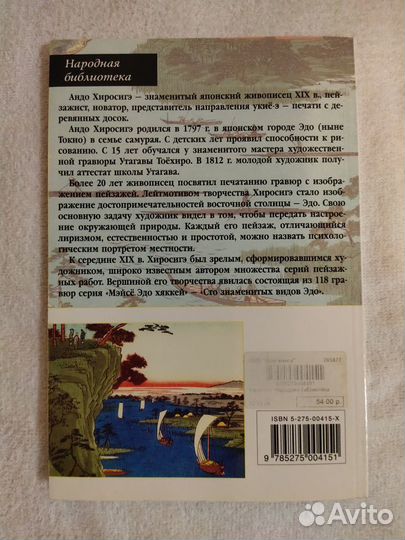 Народная
библиотека
Андо Хиросигэ – знаменитый японский живописец XIX в., пей-
зажист, новатор, представитель направления укиё-э – печати с де-
ревянных досок.
Андо Хиросигэ родился в 1797 г. в японском городе Эдо (ныне
Токио) в семье самурая. С детских лет проявил способности к ри-
сованию. С 15 лет обучался у знаменитого мастера художествен-
ной гравюры Утагавы Тоёхиро. В 1812 г. молодой художник полу-
чил аттестат школы Утагава.
Более 20 лет живописец посвятил печатанию гравюр с изобра-
жением пейзажей. Лейтмотивом творчества Хиросигэ стало изоб-
ражение достопримечательностей восточной столицы – Эдо. Свою
основную задачу художник видел в том, чтобы передать настрое-
ние окружающей природы. Каждый его пейзаж, отличающийся
лиризмом, естественностью и простотой, можно назвать психоло-
гическим портретом местности.
К середине XIX в. Хиросигэ был зрелым, сформировавшимся ху-
дожником, широко известным автором множества серий пейзаж-
ных гравюр. Вершиной его творчества явилась состоящая из 118 гра-
вюр серия «Мэйсё Эдо хяккей» – «Сто знаменитых видов Эдо».
54 00 р.
ISBN 5-275-00415-X
9 785275 004151
Avito